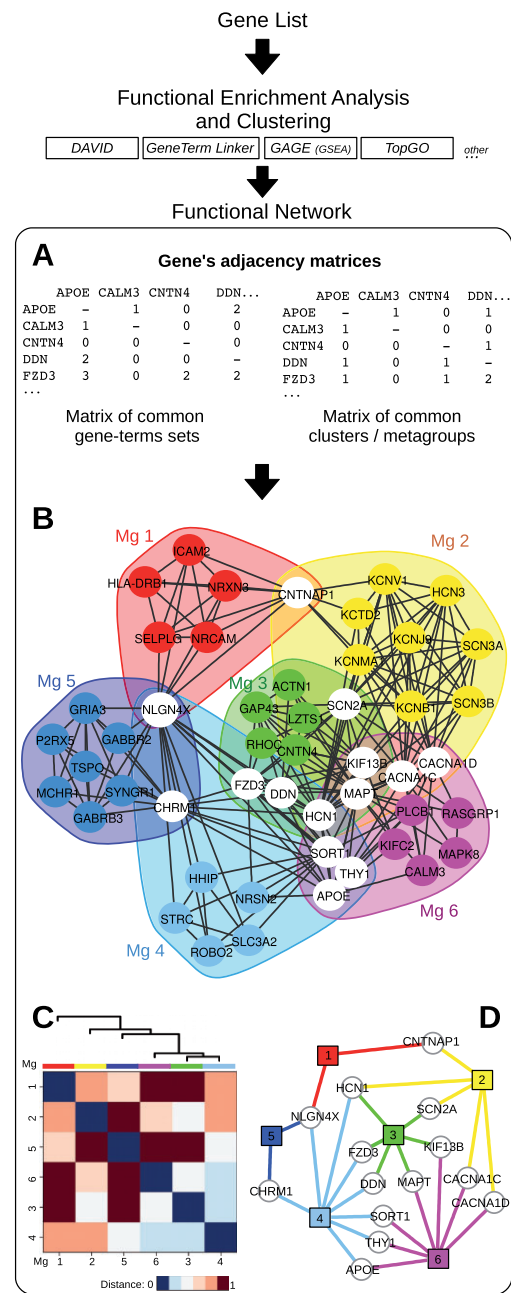 Gene List
Functional Enrichment Analysis
and Clustering
DAVID GeneTerm Linker GAGE (GSEA) TopGO other ...
Functional Network
A
Gene's adjacency matrices
APOE CALM3 CNTN4 DDN...
APOE – 1 0 2
CALM3 1 – 0 0
CNTN4 0 0 – 0
DDN 2 0 0 –
FZD3 3 0 2 2
...
Matrix of common
gene-terms sets
APOE CALM3 CNTN4 DDN...
APOE – 1 0 1
CALM3 1 – 0 0
CNTN4 0 0 – 1
DDN 1 0 1 –
FZD3 1 0 1 2
...
Matrix of common
clusters / metagroups
B
Mg 1
Mg 2
ICAM2
HLA-DRB1
NRXN3
CNTNAP1
KCNV1
HCN3
KCTD2
SELPLG
NRCAM
KCNJ9
SCN3A
KCNMA1
Mg 5
Mg 3
ACTN1
GRIA3
NLGN4X
GAP43
SCN2A
KCNB1
SCN3B
LZTS1
P2RX5
GABBR2
RHOC
CNTN4
TSPO
KIF13B
CACNA1D
CACNA1C
MCHR1
SYNGR1
FZD3
DDN
MAPT
CHRM1
GABRB3
HCN1
PLCB1
RASGRP1
SORT1
KIFC2
MAPK8
HHIP
THY1
CALM3
NRSN2
APOE
STRC
Mg 6
Mg 4
ROBO2
SLC3A2
C
Mg
1
2
5
6
3
4
Mg 1 2 5 6 3 4
Distance: 0 1
D
CNTNAP1
1
2
HCN1
SCN2A
NLGN4X
5
3
KIF13B
FZD3
CHRM1
DDN
MAPT
CACNA1C
CACNA1D
4
SORT1
THY1
6
APOE